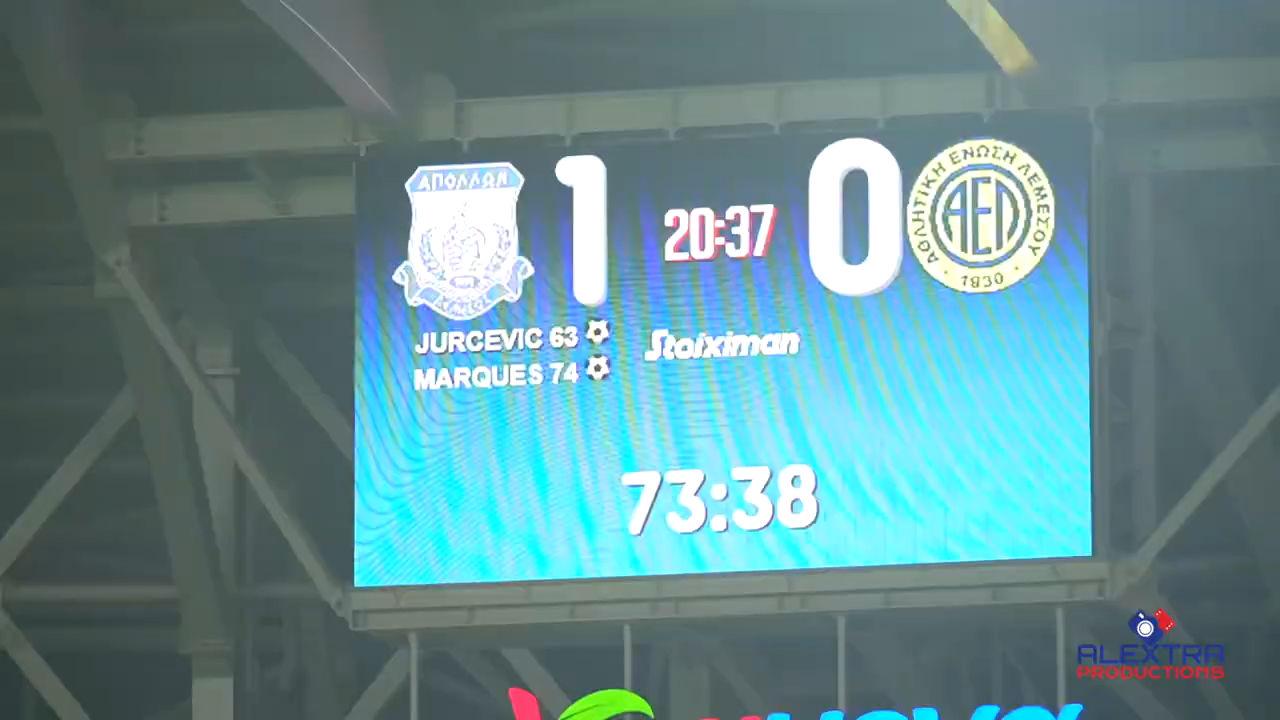 ΑΠΟΛΛΩΝ
1
20:37
0
ΑΘΛΗΤΙΚΗ ΕΝΩΣΗ ΛΕΜΕΣΟΥ
ΑΕΛ
1930
JURCEVIC 63
MARQUES 74
Stoiximan
73:38
ALEXTRA
PRODUCTIONS